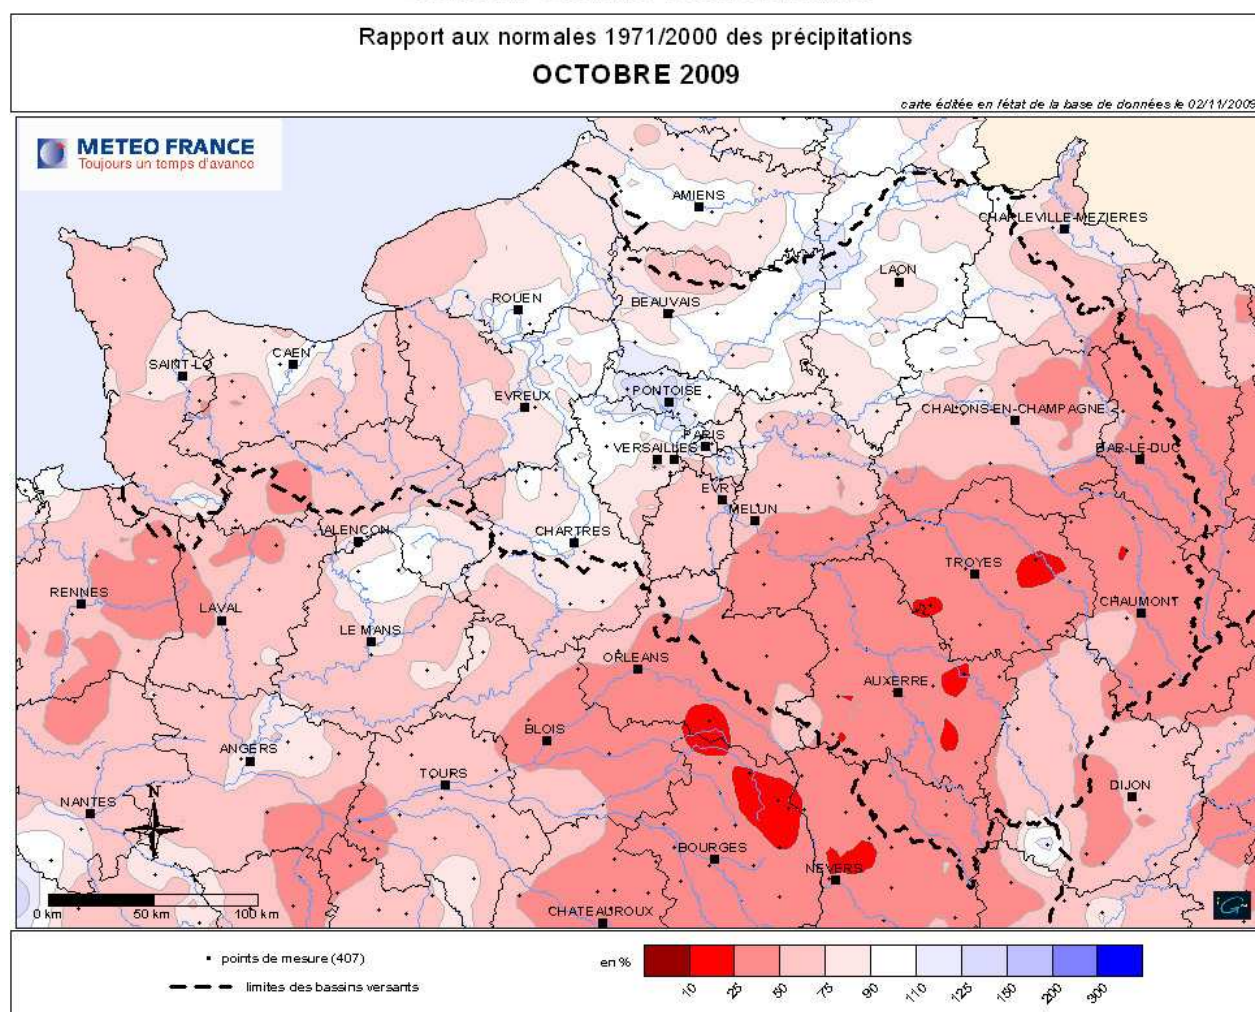 Rapport aux normales 1971/2000 des précipitations
OCTOBRE 2009
carte éditée en l'état de la base de données le 02/11/2009
METEO FRANCE
Toujours un temps d'avance
AMIENS
CHARLEVILLE-MEZIERES
LAON
ROUEN
BEAUVAIS
SAINT-LO
CAEN
EVREUX
PONTOISE
CHALONS-EN-CHAMPAGNE
PARIS
VERSAILLES
BAR-LE-DUC
EVRY
MELUN
ALENCON
CHARTRES
TROYES
RENNES
LAVAL
CHAUMONT
LE MANS
ORLEANS
AUXERRE
BLOIS
ANGERS
TOURS
DIJON
NANTES
N
BOURGES
NEVERS
CHATEAUROUX
0 km 50 km 100 km
points de mesure (407)
limites des bassins versants
en %
10 25 50 75 90 110 125 150 200 300